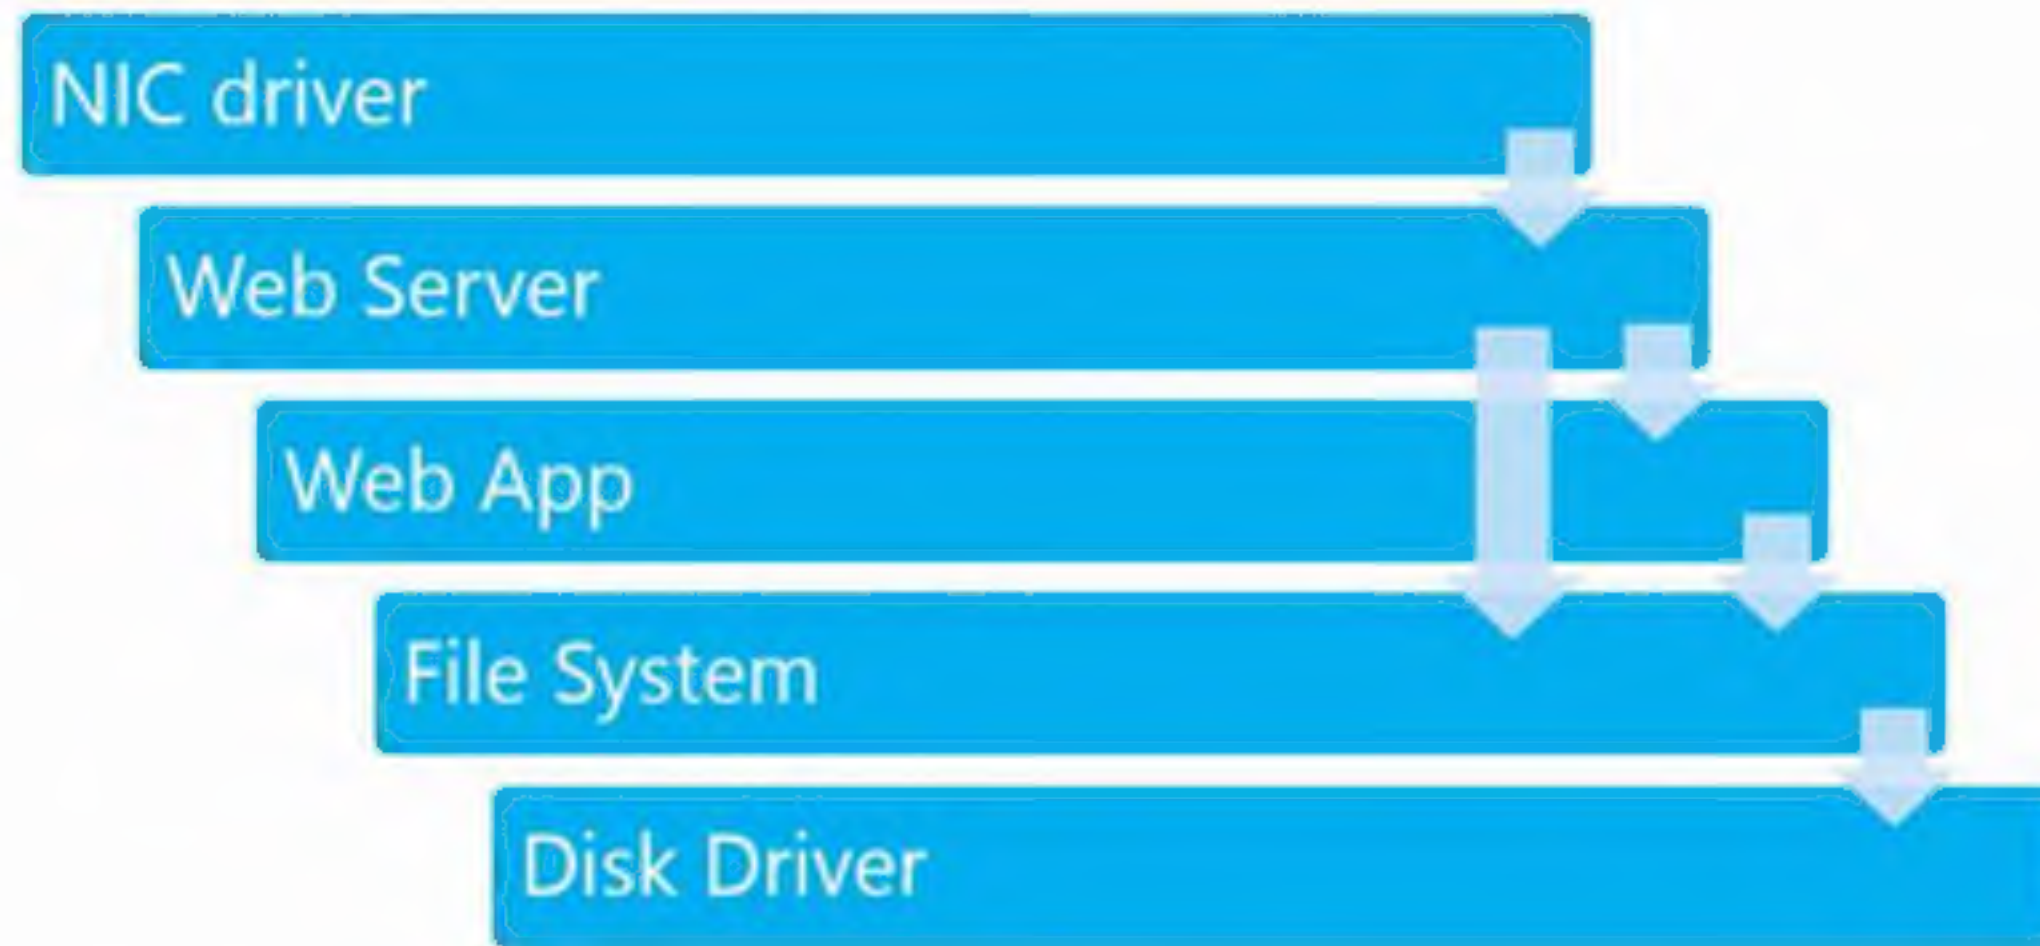 NIC driver
Web Server
Web App
File System
Disk Driver